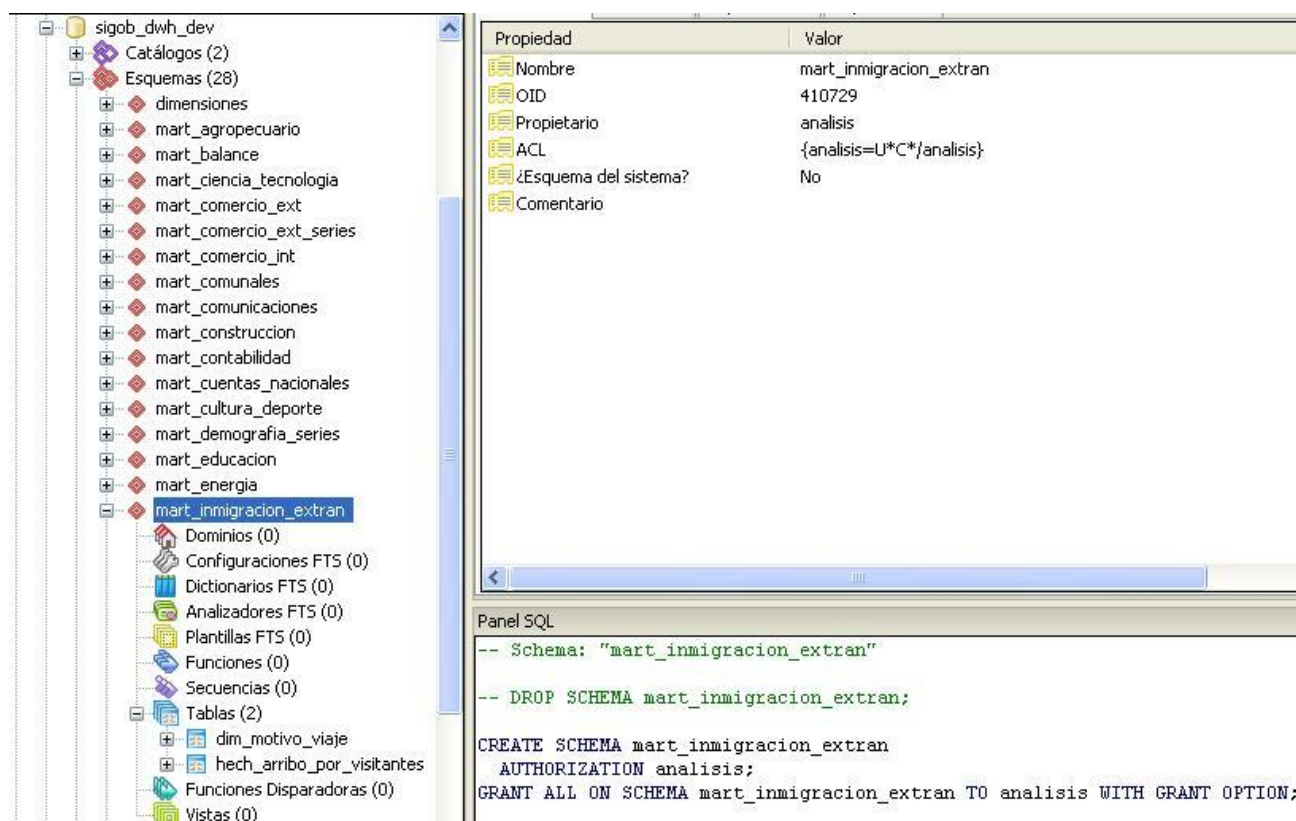 sigob_dwh_dev
Catálogos (2)
Esquemas (28)
dimensiones
mart_agropecuario
mart_balance
mart_ciencia_tecnologia
mart_comercio_ext
mart_comercio_ext_series
mart_comercio_int
mart_comunales
mart_comunicaciones
mart_construccion
mart_contabilidad
mart_cuentas_nacionales
mart_cultura_deporte
mart_demografia_series
mart_educacion
mart_energia
mart_inmigracion_extran
Dominios (0)
Configuraciones FTS (0)
Dictionarios FTS (0)
Analizadores FTS (0)
Plantillas FTS (0)
Funciones (0)
Secuencias (0)
Tablas (2)
dim_motivo_viaje
hech_arribo_por_visitantes
Funciones Disparadoras (0)
Vistas (0)
Propiedad Valor
Nombre mart_inmigracion_extran
OID 410729
Propietario analisis
ACL {analisis=U*C*/analisis}
¿Esquema del sistema? No
Comentario
Panel SQL
-- Schema: "mart_inmigracion_extran"
-- DROP SCHEMA mart_inmigracion_extran;
CREATE SCHEMA mart_inmigracion_extran
AUTHORIZATION analisis;
GRANT ALL ON SCHEMA mart_inmigracion_extran TO analisis WITH GRANT OPTION;